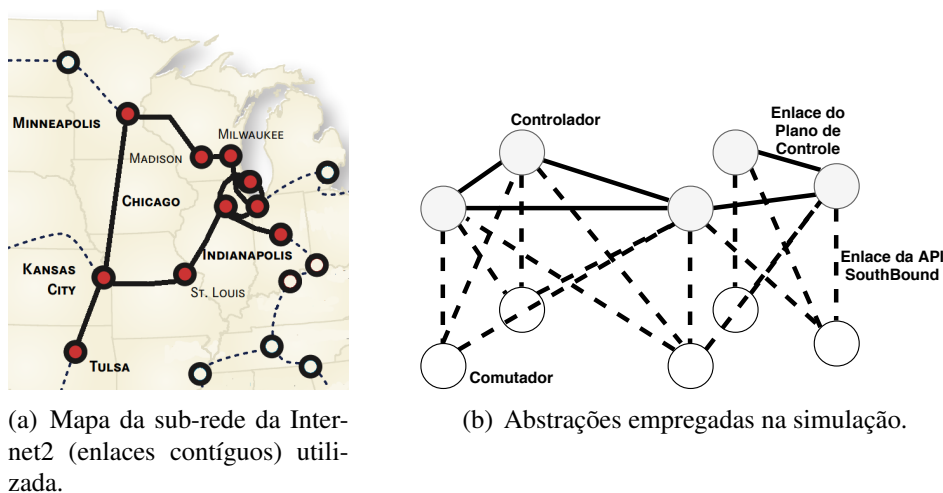 MINNEAPOLIS
MILWAUKEE
MADISON
CHICAGO
INDIANAPOLIS
KANSAS
CITY
ST. LOUIS
TULSA
Controlador
Enlace do
Plano de
Controle
Enlace da API
SouthBound
Comutador
(a) Mapa da sub-rede da Inter-
net2 (enlaces contíguos) utili-
zada.
(b) Abstrações empregadas na simulação.